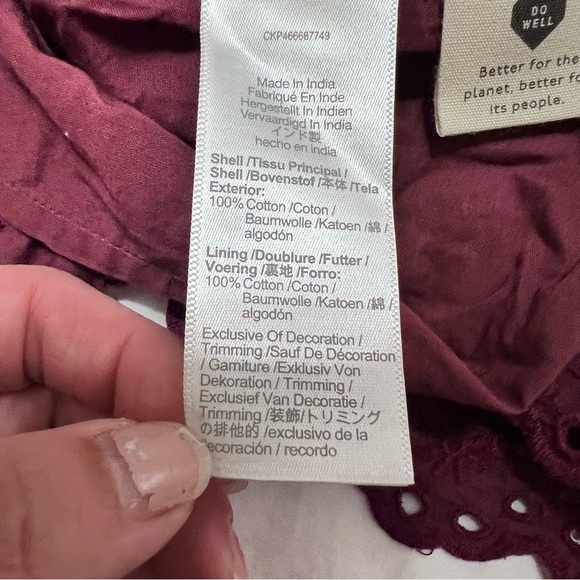 CKP466687749
Made In India
Fabriqué En Inde
Hergestellt In Indien
Vervaardigd In India
インド製
hecho en india
Shell /Tissu Principal /
Shell /Bovenstof /本体 /Tela
Exterior:
100% Cotton /Coton /
Baumwolle /Katoen /綿 /
algodón
Lining /Doublure /Futter /
Voering /裏地 /Forro:
100% Cotton /Coton /
Baumwolle /Katoen /綿 /
algodón
Exclusive Of Decoration /
Trimming /Sauf De Décoration
/ Garniture /Exklusiv Von
Dekoration / Trimming /
Exclusief Van Decoratie /
Trimming /装飾/トリミング
の排他的 /exclusivo de la
decoración / recordo
DO
WELL
Better for the
planet, better fo
its people.